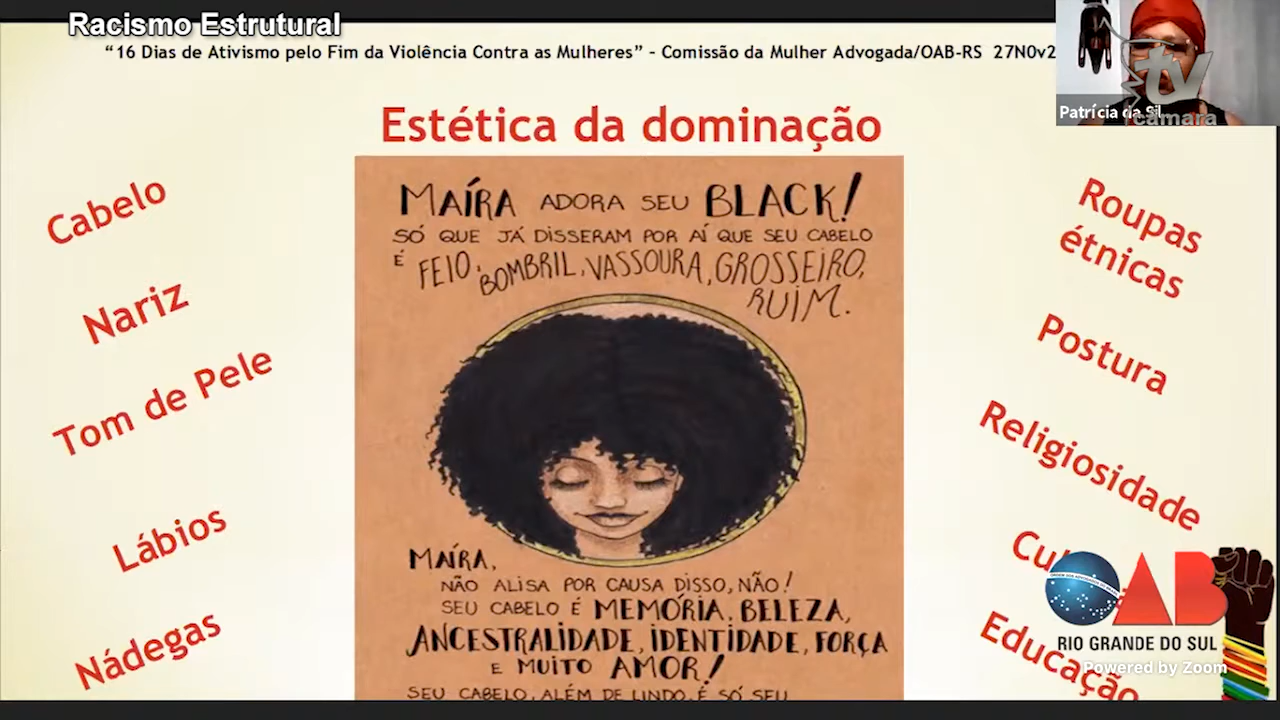 Racismo Estrutural
“16 Dias de Ativismo pelo Fim da Violência Contra as Mulheres” – Comissão da Mulher Advogada/OAB-RS 27N0v2
Patrícia da Sil
tv
câmara
Estética da dominação
Cabelo
Nariz
Tom de Pele
Lábios
Nádegas
MAÍRA ADORA SEU BLACK!
SÓ QUE JÁ DISSERAM POR AÍ QUE SEU CABELO
É FEIO, BOMBRIL, VASSOURA, GROSSEIRO,
RUIM.
MAÍRA,
NÃO ALISA POR CAUSA DISSO, NÃO!
SEU CABELO É MEMÓRIA, BELEZA,
ANCESTRALIDADE, IDENTIDADE, FORÇA
E MUITO AMOR!
SEU CABELO, ALÉM DE LINDO, É SÓ SEU
Roupas
étnicas
Postura
Religiosidade
Educação
OAB
RIO GRANDE DO SUL
Powered by Zoom